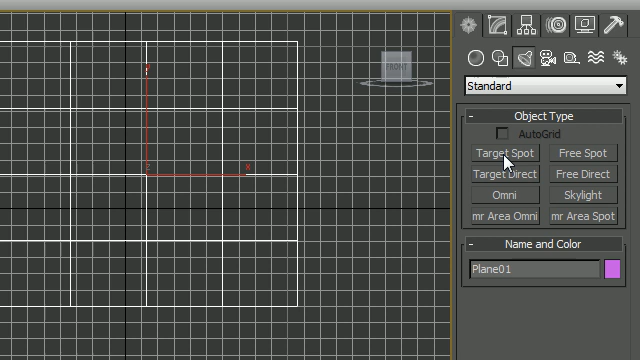 FRONT
Y
Z
X
Standard
- Object Type
AutoGrid
Target Spot Free Spot
Target Direct Free Direct
Omni Skylight
mr Area Omni mr Area Spot
- Name and Color
Plane01